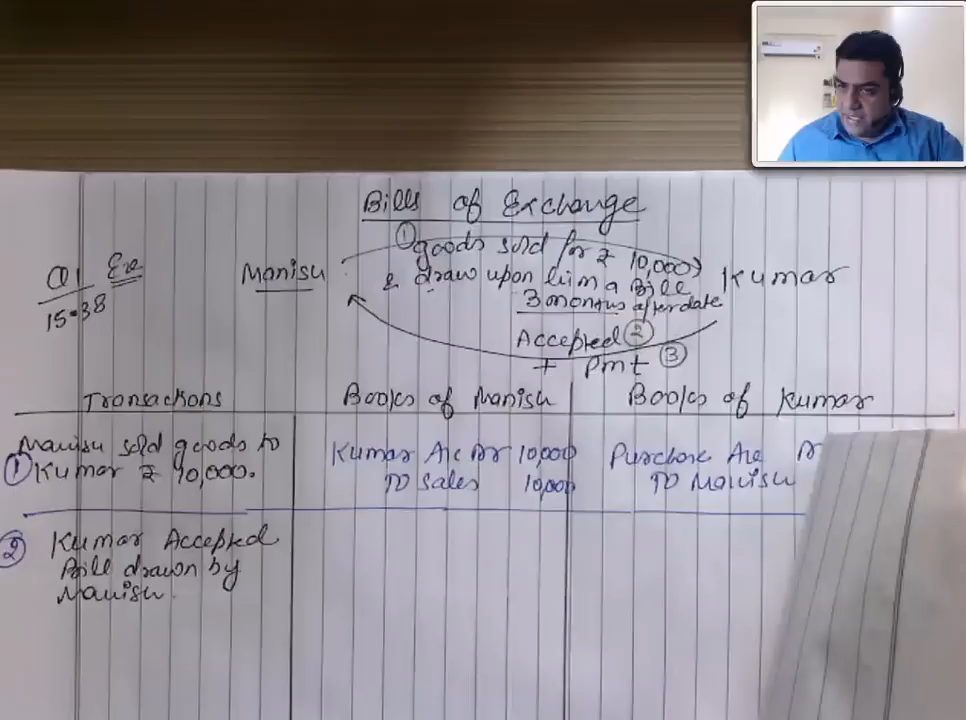 Bills of Exchange
① goods sold for ₹ 10,000
Q1 Exe
15.38
Manish
& draw upon him a Bill
3 months after date
Kumar
Accepted ②
+ Pmt ③
Transactions Books of Manish Books of Kumar
Manish sold goods to
① Kumar ₹ 10,000.
Kumar A/c Dr 10,000
To Sales 10,000
Purchase A/c Dr
To Manish
② Kumar Accepted
Bill drawn by
Manish.